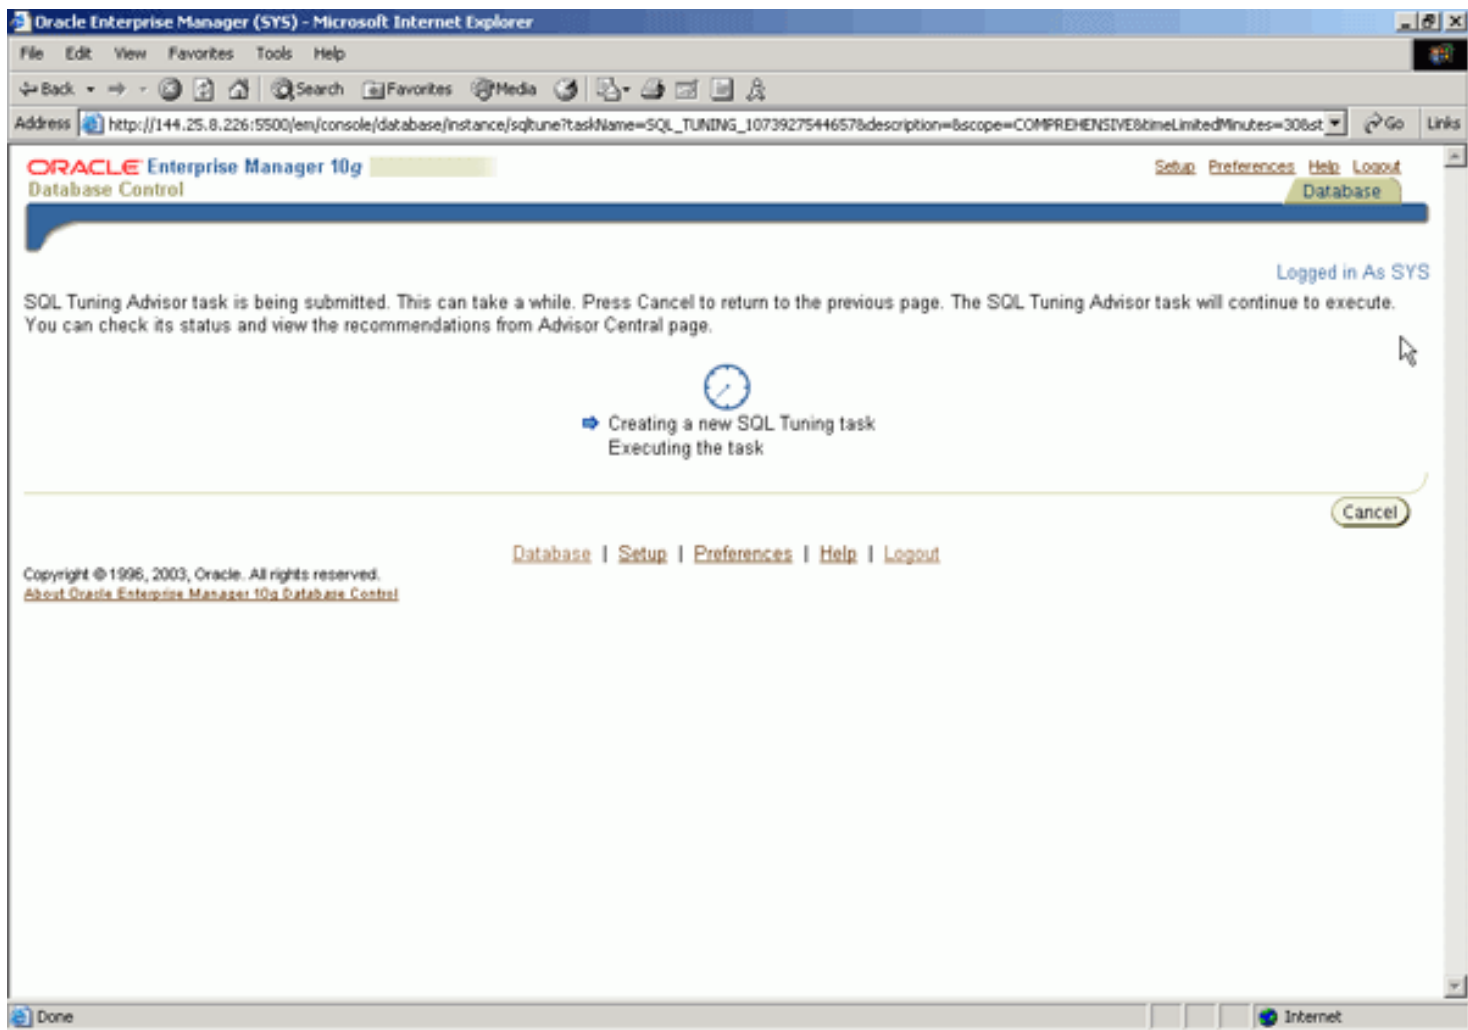 Oracle Enterprise Manager (SYS) - Microsoft Internet Explorer
File Edit View Favorites Tools Help
Back Search Favorites Media
Address http://144.25.8.226:5500/em/console/database/instance/sqltune?taskName=SQL_TUNING_1073927544657&description=&scope=COMPREHENSIVE&timeLimitedMinutes=30&st Go Links
ORACLE Enterprise Manager 10g Setup Preferences Help Logout
Database Control Database
Logged in As SYS
SQL Tuning Advisor task is being submitted. This can take a while. Press Cancel to return to the previous page. The SQL Tuning Advisor task will continue to execute.
You can check its status and view the recommendations from Advisor Central page.
Creating a new SQL Tuning task
Executing the task
Cancel
Database | Setup | Preferences | Help | Logout
Copyright © 1996, 2003, Oracle. All rights reserved.
About Oracle Enterprise Manager 10g Database Control
Done Internet